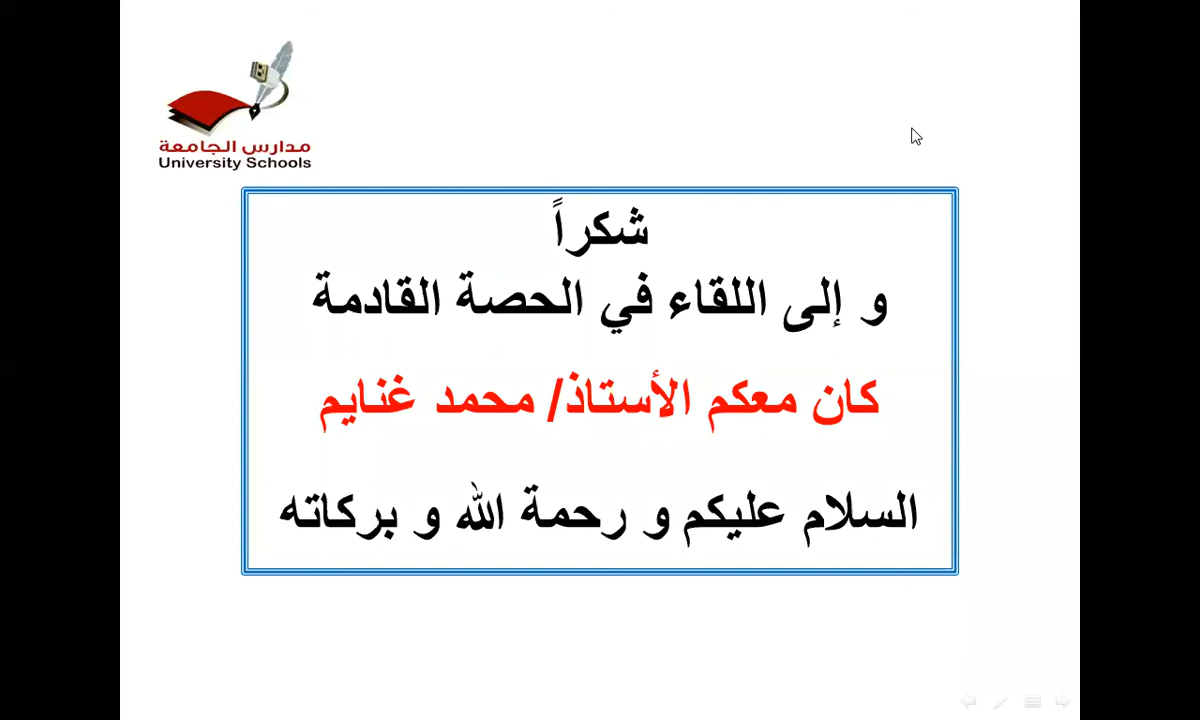 مدارس الجامعة
University Schools
شكراً
و إلى اللقاء في الحصة القادمة
كان معكم الأستاذ/ محمد غنايم
السلام عليكم و رحمة الله و بركاته